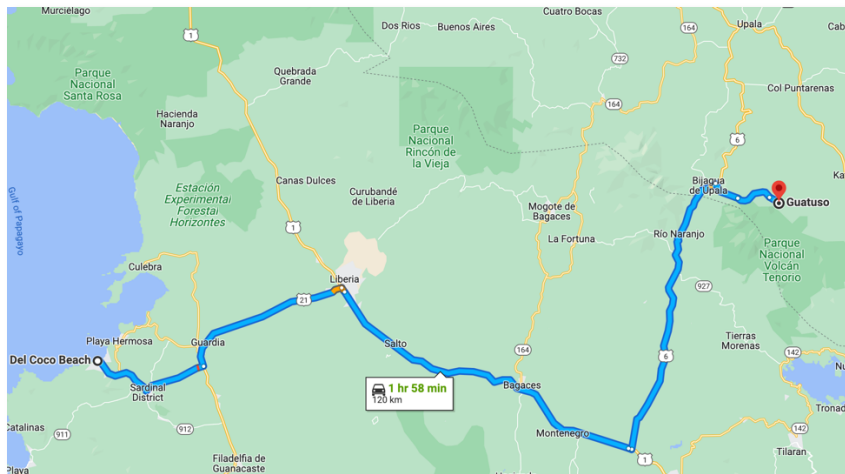 Murciélago
Cuatro Bocas
Dos Rios
Buenos Aires
Upala
Cab
1
164
732
Quebrada
Grande
Parque
Nacional
Santa Rosa
Col Puntarenas
164
Hacienda
Naranjo
Parque
Nacional
Rincón de
la Vieja
6
Ka
Canas Dulces
Bijagua
de Upala
Estación
Experimental
Forestal
Horizontes
Curubandé
de Liberia
Guatuso
Mogote de
Bagaces
Gulf of Papagayo
1
Río Naranjo
La Fortuna
Parque
Nacional
Volcán
Tenorio
Culebra
Liberia
927
21
Playa Hermosa
Guardia
Salto
Tierras
Morenas
Del Coco Beach
164
6
142
Nu
Sardinal
District
1 hr 58 min
120 km
Bagaces
142
Tronad
Catalinas
911
912
Montenegro
1
Tilaran
Filadelfia de
Guanacaste
Playa